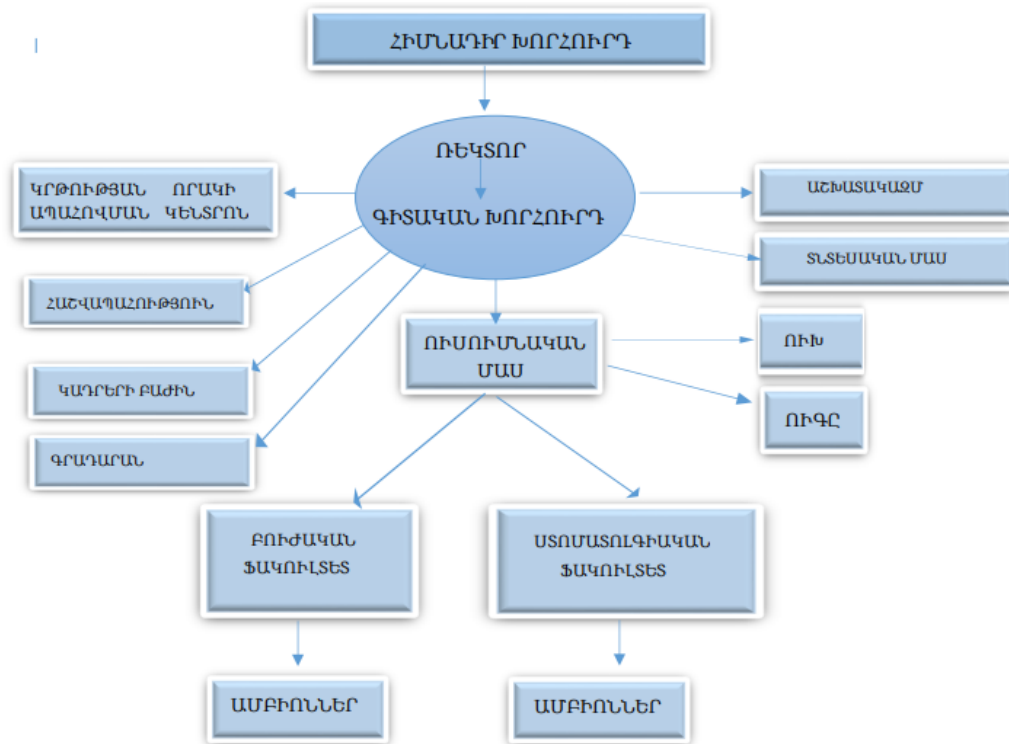 ՀԻՄՆԱԴԻՐ ԽՈՐՀՈՒՐԴ
ՌԵԿՏՈՐ
ԳԻՏԱԿԱՆ ԽՈՐՀՈՒՐԴ
ԿՐԹՈՒԹՅԱՆ ՈՐԱԿԻ
ԱՊԱՀՈՎՄԱՆ ԿԵՆՏՐՈՆ
ԱՇԽԱՏԱԿԱԶՄ
ՏՆՏԵՍԱԿԱՆ ՄԱՍ
ՀԱՇՎԱՊԱՀՈՒԹՅՈՒՆ
ՈՒՍՈՒՄՆԱԿԱՆ
ՄԱՍ
ՈՒԽ
ԿԱԴՐԵՐԻ ԲԱԺԻՆ
ՈՒԳԸ
ԳՐԱԴԱՐԱՆ
ԲՈՒԺԱԿԱՆ
ՖԱԿՈՒԼՏԵՏ
ՍՏՈՄԱՏՈԼԳԻԱԿԱՆ
ՖԱԿՈՒԼՏԵՏ
ԱՄԲԻՈՆՆԵՐ
ԱՄԲԻՈՆՆԵՐ